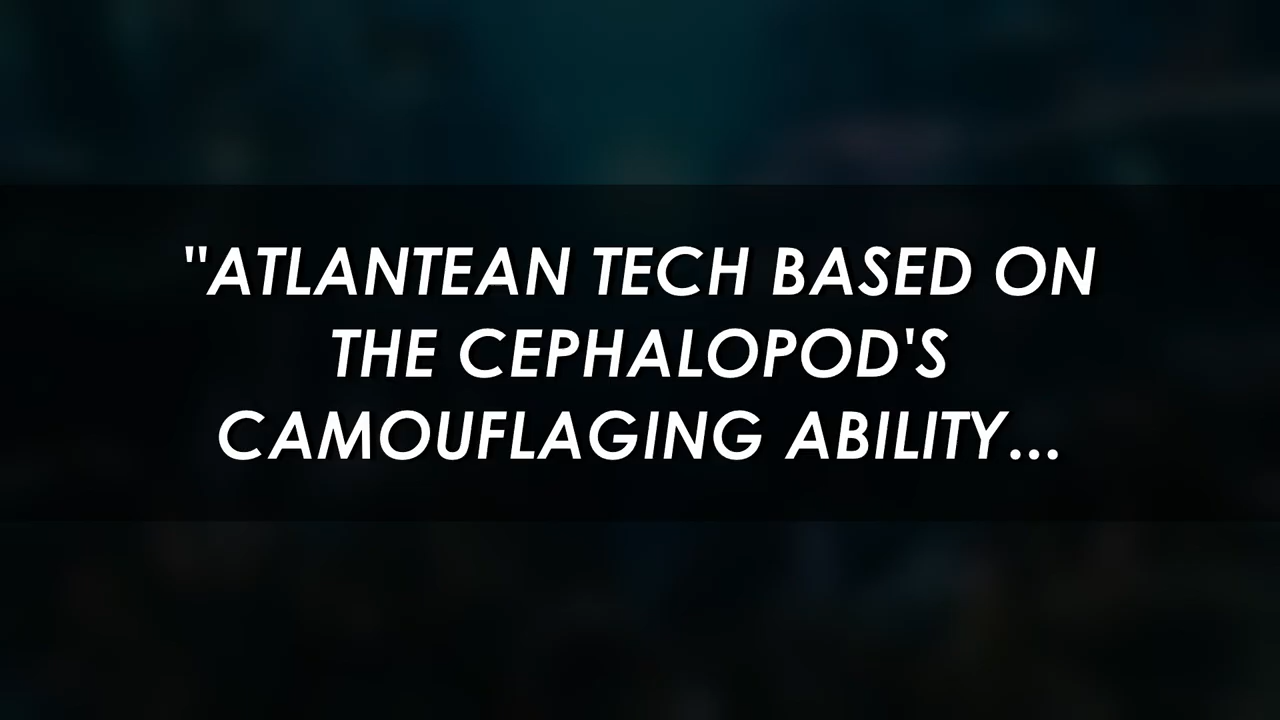 "ATLANTEAN TECH BASED ON
THE CEPHALOPOD'S
CAMOUFLAGING ABILITY...